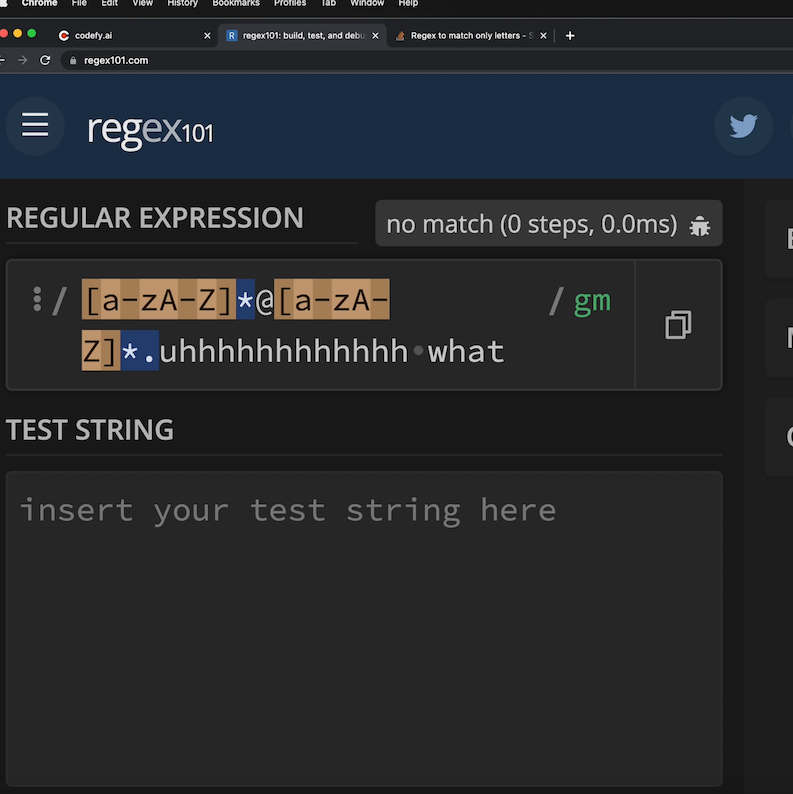 Chrome File Edit View History Bookmarks Profiles Tab Window Help
codefy.ai regex101: build, test, and debu Regex to match only letters - S
regex101.com
regex101
REGULAR EXPRESSION no match (0 steps, 0.0ms)
/ [a-zA-Z]*@[a-zA- / gm
Z]*.uhhhhhhhhhhhhh·what
TEST STRING
insert your test string here